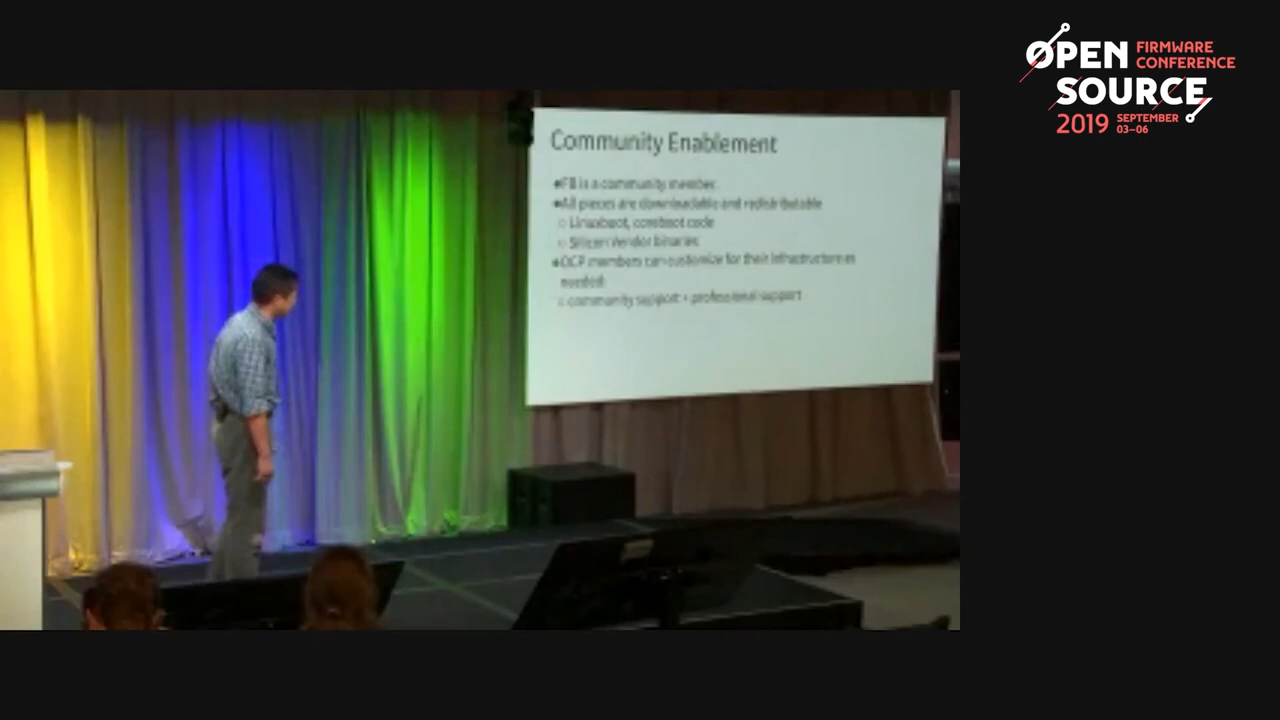 OPEN FIRMWARE
CONFERENCE
SOURCE
2019 SEPTEMBER
03–06
Community Enablement
•FB is a community member.
•All pieces are downloadable and redistributable
○ Linuxboot, coreboot code
○ Silicon Vendor binaries
•OCP members can customize for their infrastructure as
needed:
○ community support + professional support